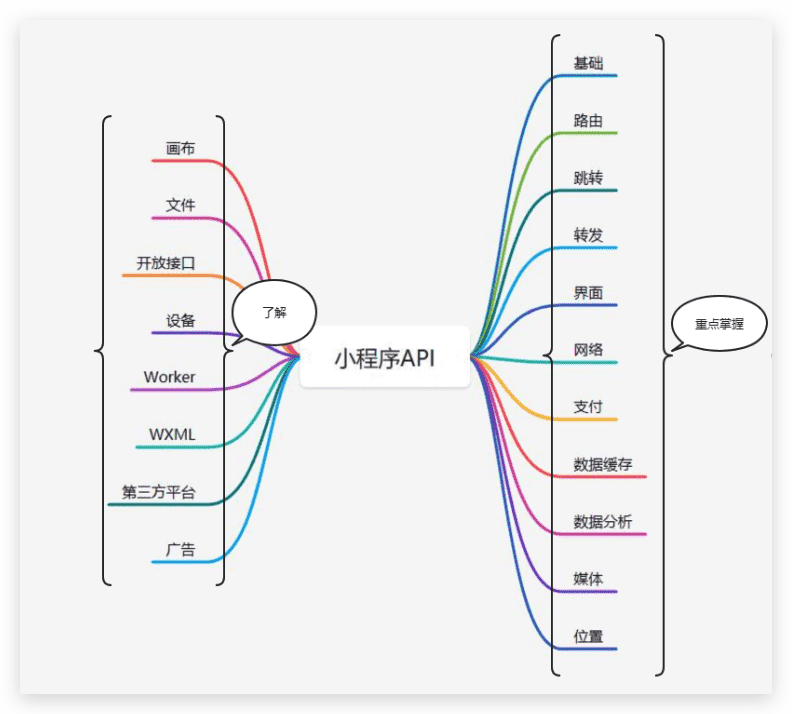 画布
文件
开放接口
设备
Worker
WXML
第三方平台
广告
了解
小程序API
基础
路由
跳转
转发
界面
网络
支付
数据缓存
数据分析
媒体
位置
重点掌握